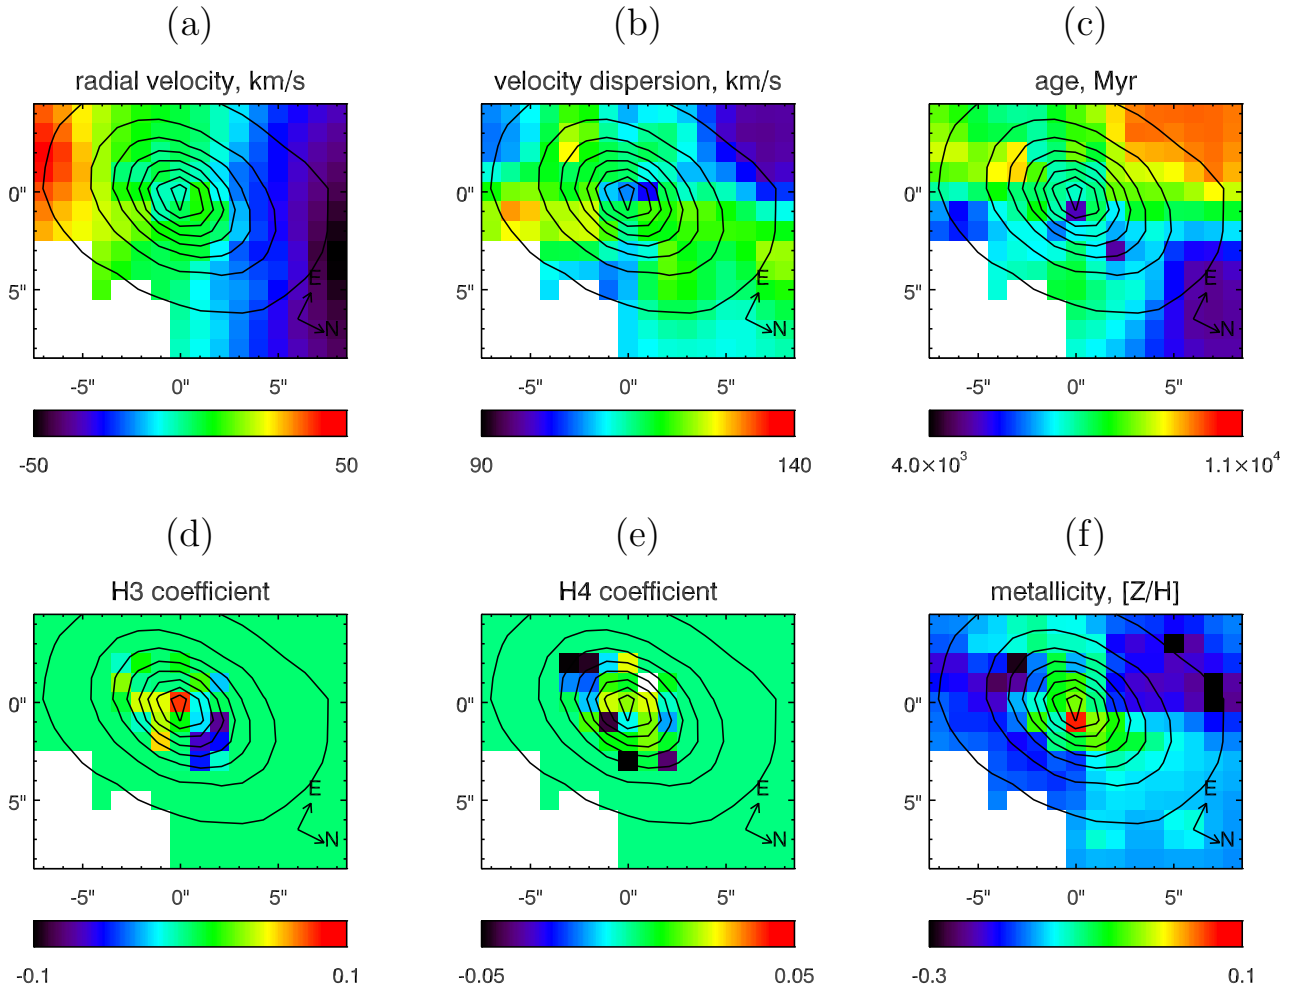 (a) (b) (c)
radial velocity, km/s velocity dispersion, km/s age, Myr
0" 0" 0"
E E E
5" 5" 5"
N N N
-5" 0" 5" -5" 0" 5" -5" 0" 5"
-50 50 90 140 4.0×10³ 1.1×10⁴
(d) (e) (f)
H3 coefficient H4 coefficient metallicity, [Z/H]
0" 0" 0"
E E E
5" 5" 5"
N N N
-5" 0" 5" -5" 0" 5" -5" 0" 5"
-0.1 0.1 -0.05 0.05 -0.3 0.1